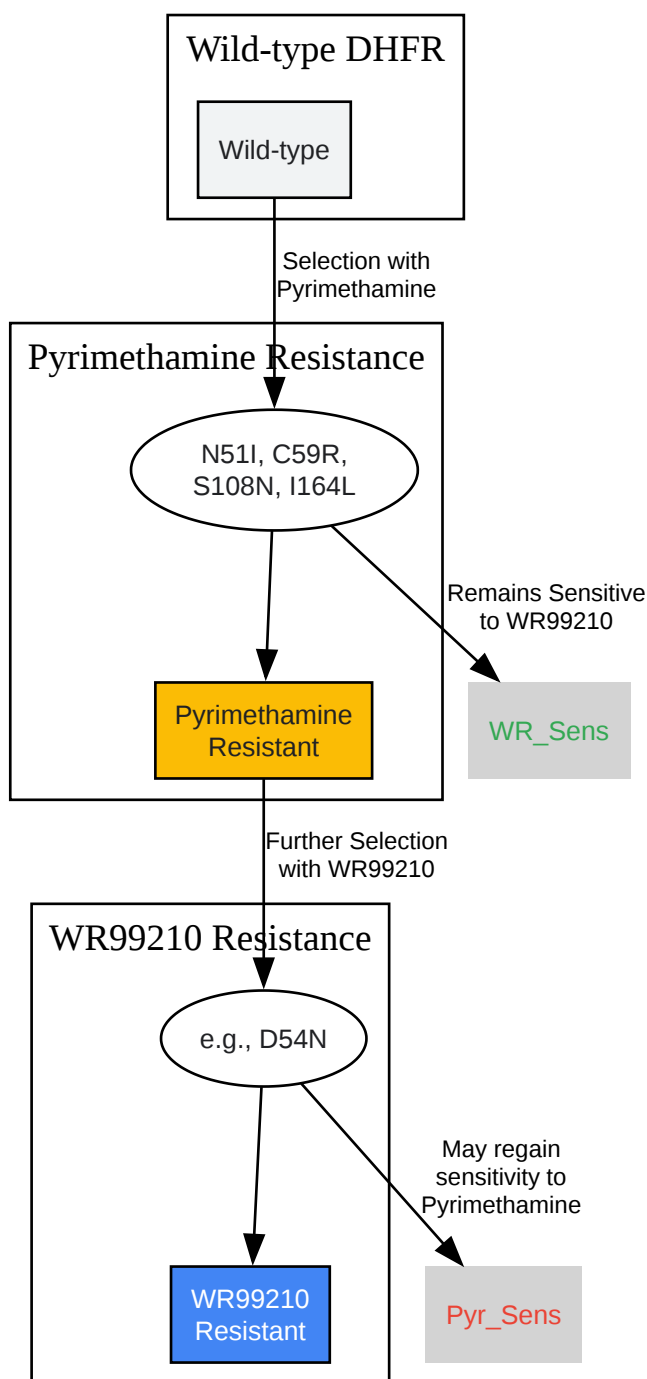 Wild-type DHFR
Wild-type
Selection with
Pyrimethamine
Pyrimethamine Resistance
N51I, C59R,
S108N, I164L
Remains Sensitive
to WR99210
Pyrimethamine
Resistant
WR_Sens
Further Selection
with WR99210
WR99210 Resistance
e.g., D54N
May regain
sensitivity to
Pyrimethamine
WR99210
Resistant
Pyr_Sens